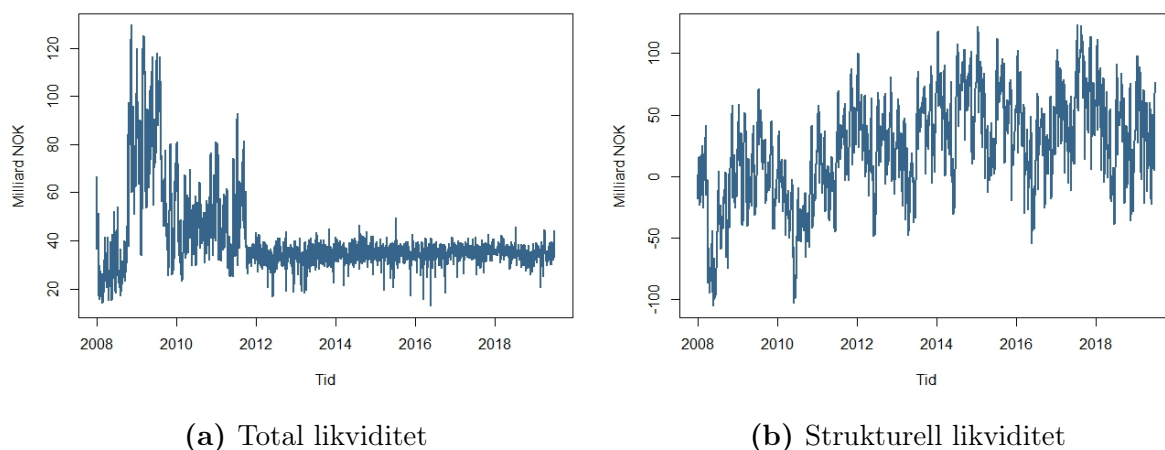 Milliard NOK
120
100
80
60
40
20
2008 2010 2012 2014 2016 2018
Tid
(a) Total likviditet
Milliard NOK
100
50
0
-50
-100
2008 2010 2012 2014 2016 2018
Tid
(b) Strukturell likviditet